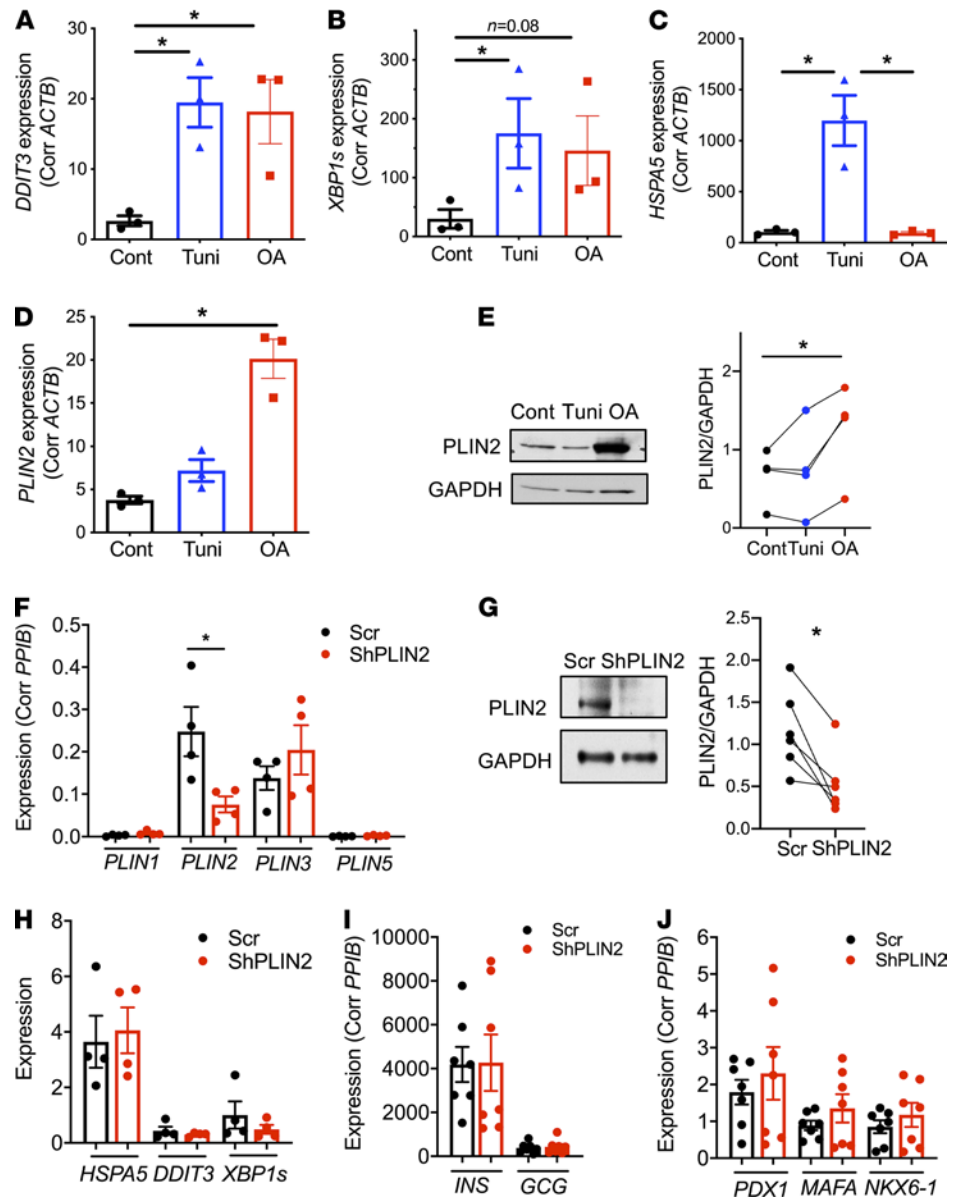 A
DDIT3 expression
(Corr ACTB)
30
20
10
0
*
*
Cont Tuni OA
B
XBP1s expression
(Corr ACTB)
300
200
100
0
n=0.08
*
Cont Tuni OA
C
HSPA5 expression
(Corr ACTB)
2000
1500
1000
500
0
* *
Cont Tuni OA
D
PLIN2 expression
(Corr ACTB)
25
20
15
10
5
0
*
Cont Tuni OA
E
Cont Tuni OA
PLIN2
GAPDH
PLIN2/GAPDH
2
1
0
*
Cont Tuni OA
F
Expression (Corr PPIB)
0.5
0.4
0.3
0.2
0.1
0.0
*
Scr
ShPLIN2
PLIN1 PLIN2 PLIN3 PLIN5
G
Scr ShPLIN2
PLIN2
GAPDH
PLIN2/GAPDH
2.5
2.0
1.5
1.0
0.5
0.0
*
Scr ShPLIN2
H
Expression
8
6
4
2
0
Scr
ShPLIN2
HSPA5 DDIT3 XBP1s
I
Expression (Corr PPIB)
10000
8000
6000
4000
2000
0
Scr
ShPLIN2
INS GCG
J
Expression (Corr PPIB)
6
5
4
3
2
1
0
Scr
ShPLIN2
PDX1 MAFA NKX6-1